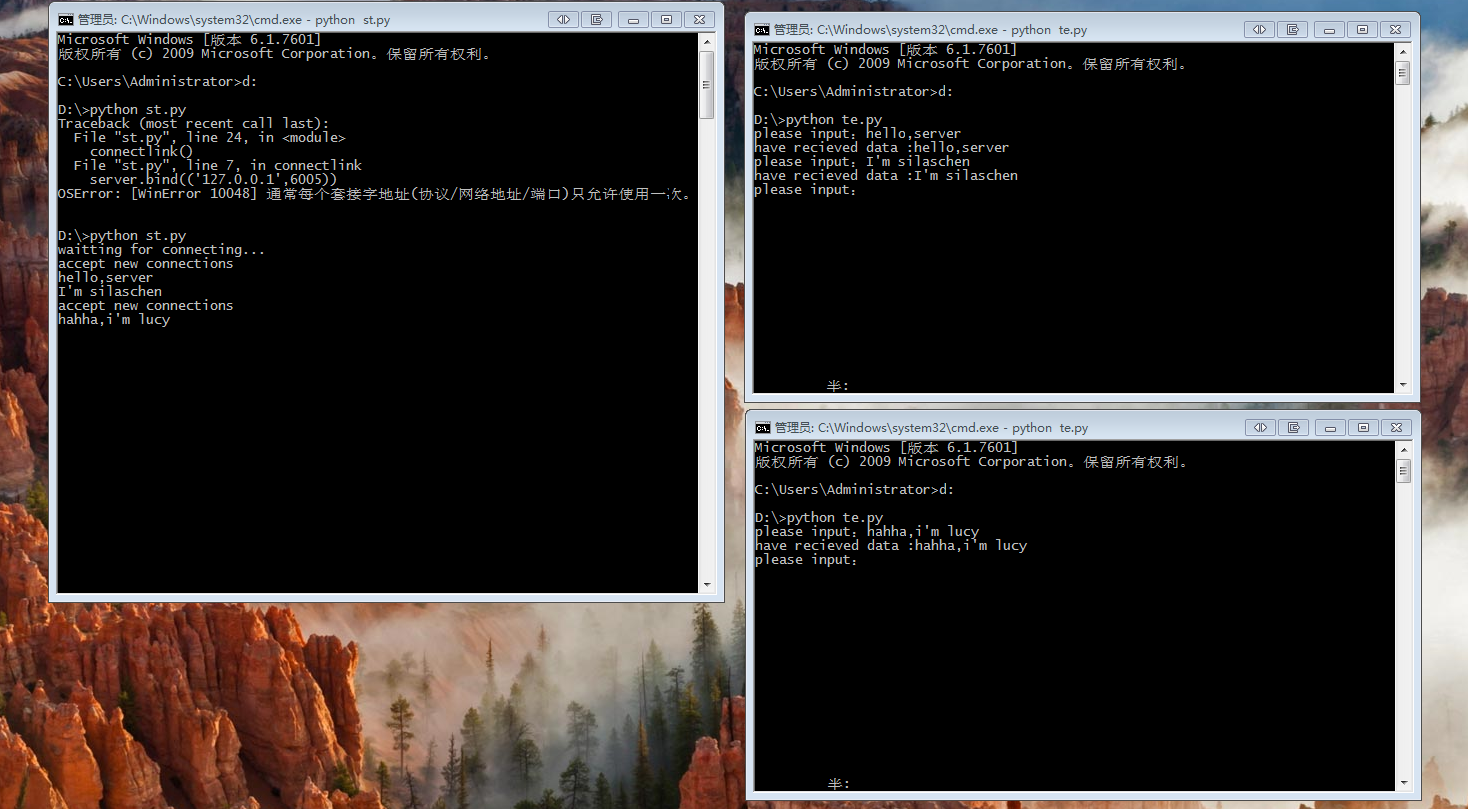 管理员: C:\Windows\system32\cmd.exe - python  st.py
Microsoft Windows [版本 6.1.7601]
版权所有 (c) 2009 Microsoft Corporation。保留所有权利。
C:\Users\Administrator>d:
D:\>python st.py
Traceback (most recent call last):
  File "st.py", line 24, in <module>
    connectlink()
  File "st.py", line 7, in connectlink
    server.bind(('127.0.0.1',6005))
OSError: [WinError 10048] 通常每个套接字地址(协议/网络地址/端口)只允许使用一次。
D:\>python st.py
waitting for connecting...
accept new connections
hello,server
I'm silaschen
accept new connections
hahha,i'm lucy
管理员: C:\Windows\system32\cmd.exe - python  te.py
Microsoft Windows [版本 6.1.7601]
版权所有 (c) 2009 Microsoft Corporation。保留所有权利。
C:\Users\Administrator>d:
D:\>python te.py
please input：hello,server
have recieved data :hello,server
please input：I'm silaschen
have recieved data :I'm silaschen
please input：
半:
管理员: C:\Windows\system32\cmd.exe - python  te.py
Microsoft Windows [版本 6.1.7601]
版权所有 (c) 2009 Microsoft Corporation。保留所有权利。
C:\Users\Administrator>d:
D:\>python te.py
please input：hahha,i'm lucy
have recieved data :hahha,i'm lucy
please input：
半: